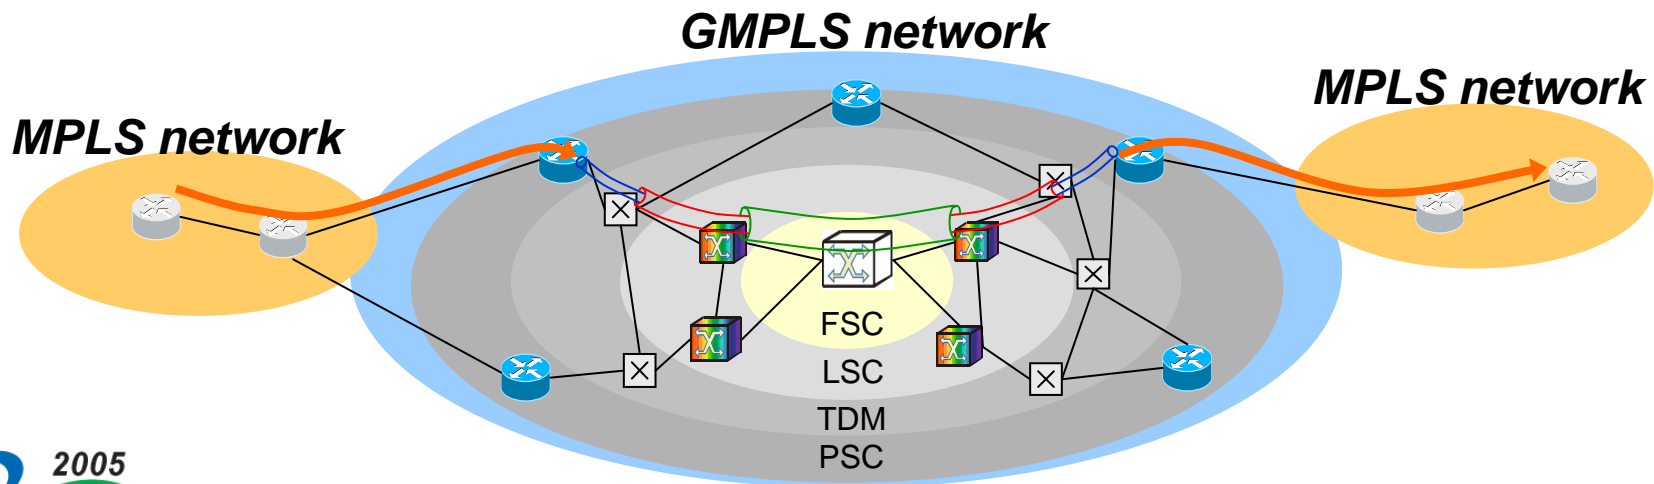 GMPLS network
MPLS network
MPLS network
FSC
LSC
TDM
PSC
2005